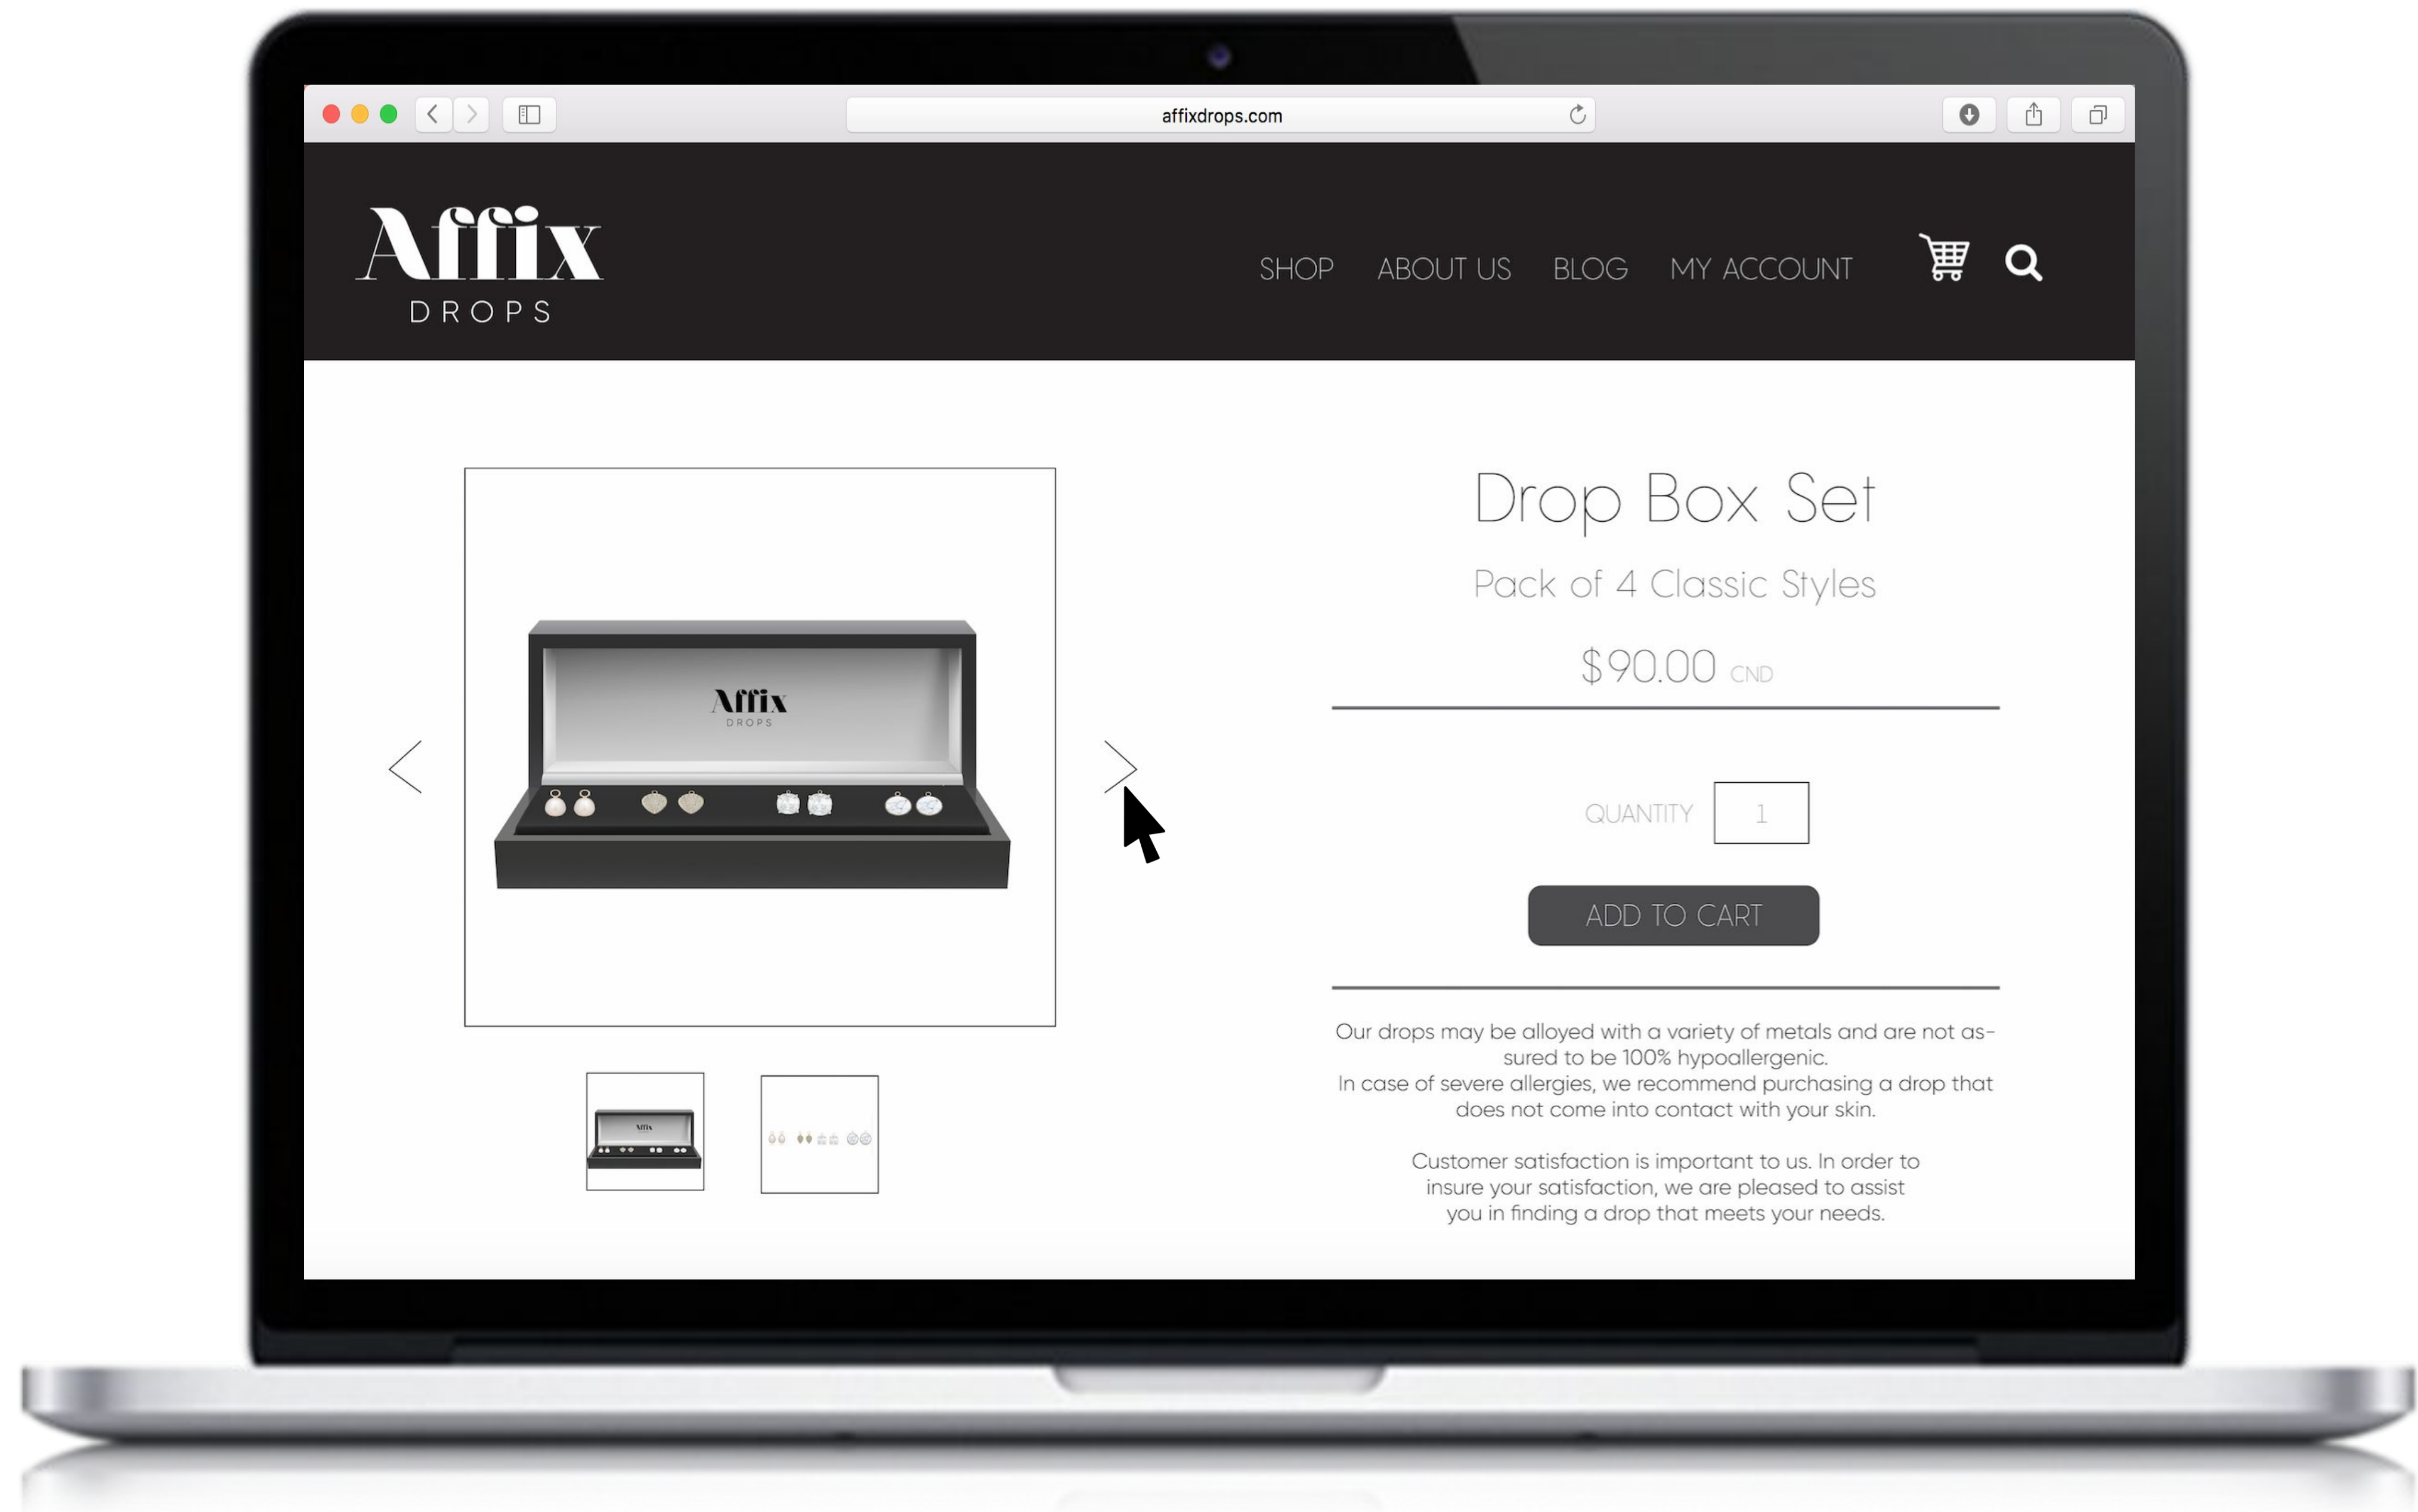 affixdrops.com
Affix
DROPS
SHOP ABOUT US BLOG MY ACCOUNT
Drop Box Set
Pack of 4 Classic Styles
$90.00 CND
Affix
DROPS
QUANTITY 1
ADD TO CART
Our drops may be alloyed with a variety of metals and are not as-
sured to be 100% hypoallergenic.
In case of severe allergies, we recommend purchasing a drop that
does not come into contact with your skin.
Customer satisfaction is important to us. In order to
insure your satisfaction, we are pleased to assist
you in finding a drop that meets your needs.
Affix